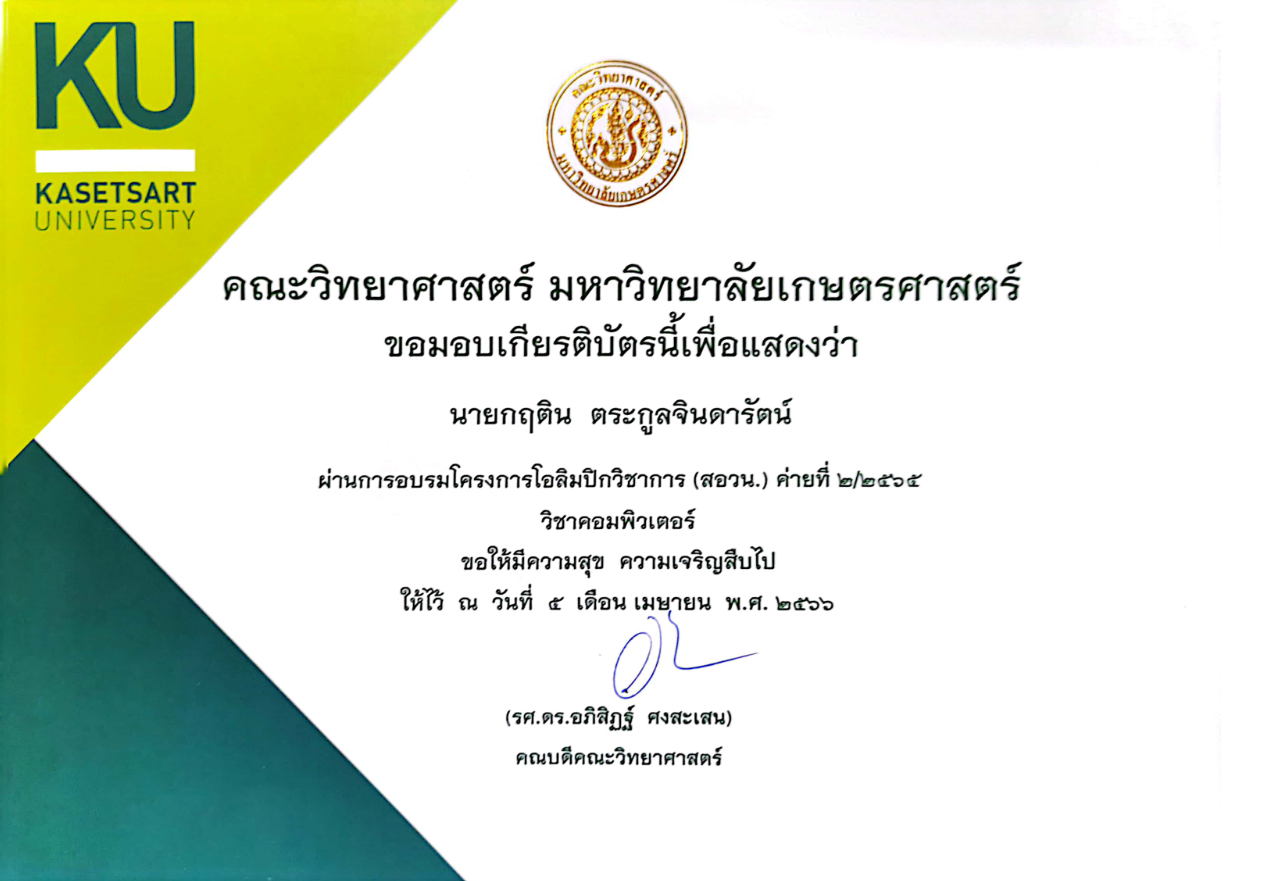 KU
KASETSART
UNIVERSITY
คณะวิทยาศาสตร์
มหาวิทยาลัยเกษตรศาสตร์
คณะวิทยาศาสตร์ มหาวิทยาลัยเกษตรศาสตร์
ขอมอบเกียรติบัตรนี้เพื่อแสดงว่า
นายกฤติน ตระกูลจินดารัตน์
ผ่านการอบรมโครงการโอลิมปิกวิชาการ (สอวน.) ค่ายที่ ๒/๒๕๖๕
วิชาคอมพิวเตอร์
ขอให้มีความสุข ความเจริญสืบไป
ให้ไว้ ณ วันที่ ๕ เดือน เมษายน พ.ศ. ๒๕๖๖
(รศ.ดร.อภิสิฏฐ์ ศงสะเสน)
คณบดีคณะวิทยาศาสตร์